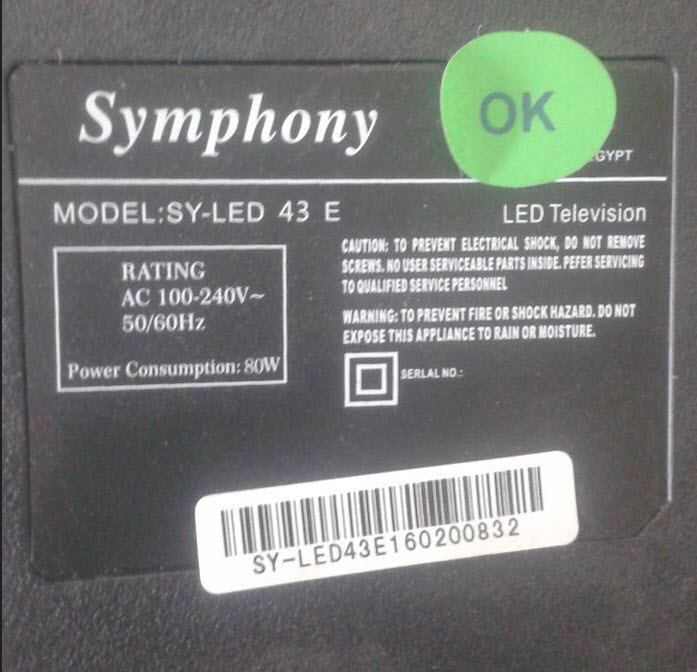 Symphony
OK
EGYPT
MODEL:SY-LED 43 E
LED Television
RATING
AC 100-240V~
50/60Hz
Power Consumption: 80W
CAUTION: TO PREVENT ELECTRICAL SHOCK, DO NOT REMOVE
SCREWS. NO USER SERVICEABLE PARTS INSIDE. PEFER SERVICING
TO QUALIFIED SERVICE PERSONNEL
WARNING: TO PREVENT FIRE OR SHOCK HAZARD. DO NOT
EXPOSE THIS APPLIANCE TO RAIN OR MOISTURE.
SERLAL NO.:
SY-LED43E160200832